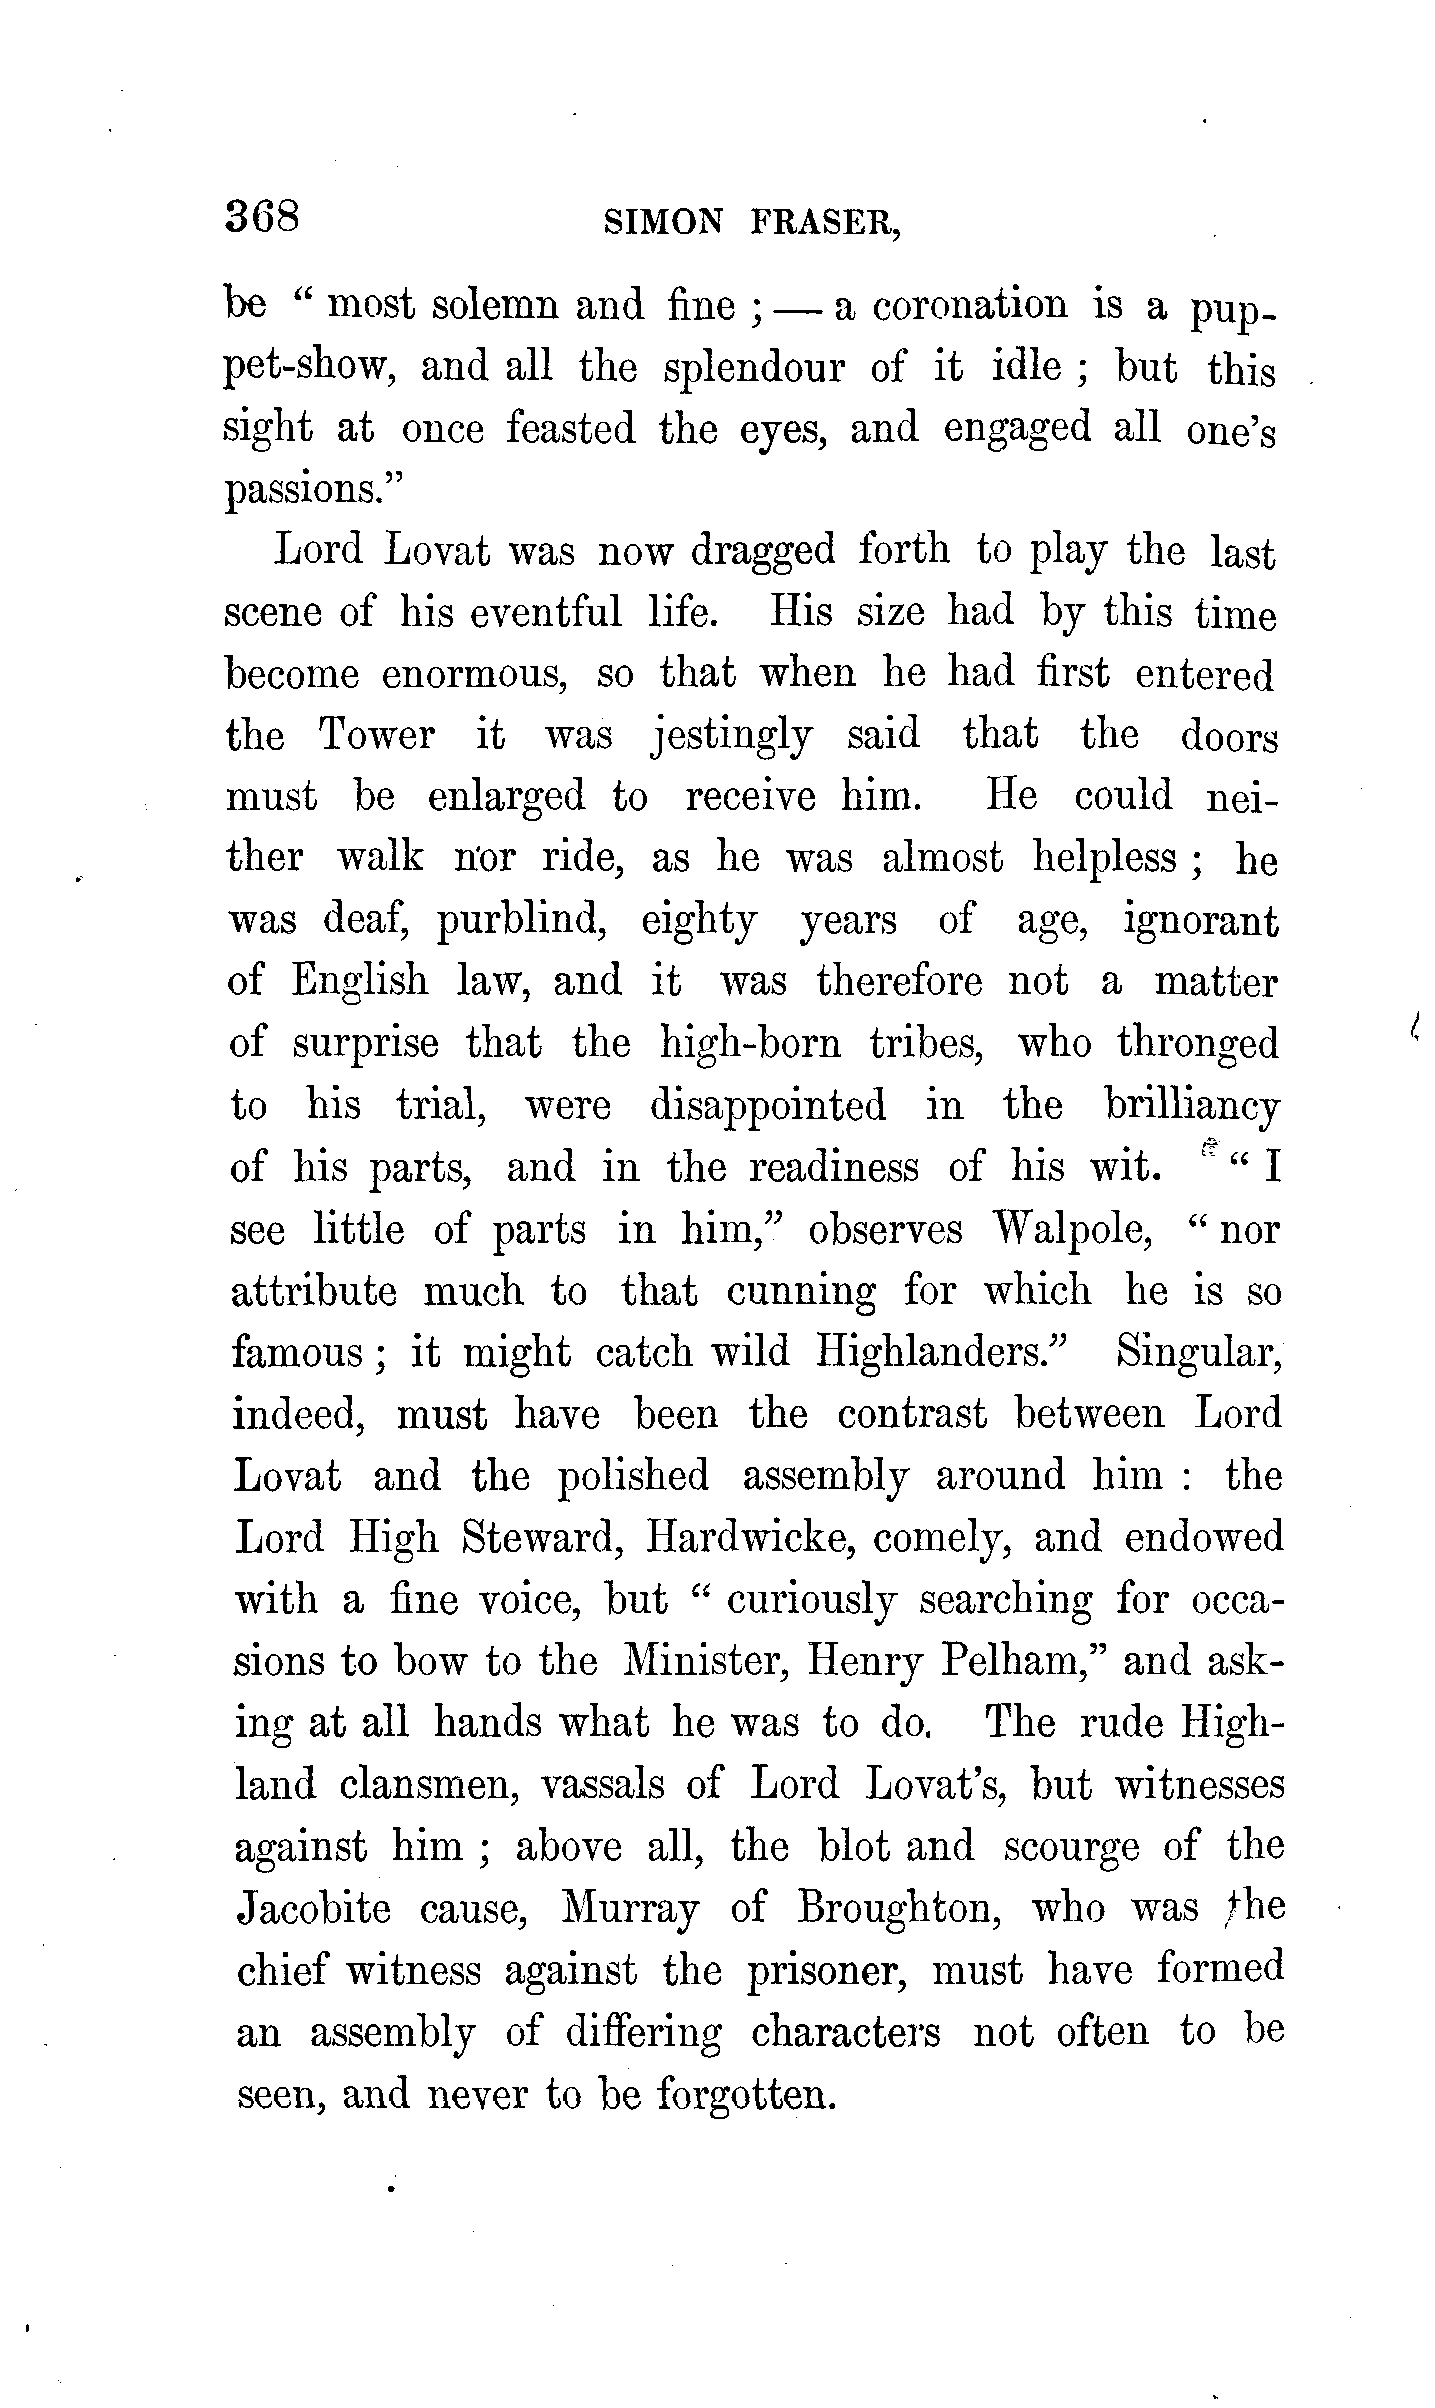 368 SIMON FRASER,
be “ most solemn and fine ; — a coronation is a pup-
pet-show, and all the splendour of it idle ; but this
sight at once feasted the eyes, and engaged all one’s
passions.”
Lord Lovat was now dragged forth to play the last
scene of his eventful life. His size had by this time
become enormous, so that when he had first entered
the Tower it was jestingly said that the doors
must be enlarged to receive him. He could nei-
ther walk nor ride, as he was almost helpless ; he
was deaf, purblind, eighty years of age, ignorant
of English law, and it was therefore not a matter
of surprise that the high-born tribes, who thronged
to his trial, were disappointed in the brilliancy
of his parts, and in the readiness of his wit. “ I
see little of parts in him,” observes Walpole, “ nor
attribute much to that cunning for which he is so
famous ; it might catch wild Highlanders.” Singular,
indeed, must have been the contrast between Lord
Lovat and the polished assembly around him : the
Lord High Steward, Hardwicke, comely, and endowed
with a fine voice, but “ curiously searching for occa-
sions to bow to the Minister, Henry Pelham,” and ask-
ing at all hands what he was to do. The rude High-
land clansmen, vassals of Lord Lovat’s, but witnesses
against him ; above all, the blot and scourge of the
Jacobite cause, Murray of Broughton, who was the
chief witness against the prisoner, must have formed
an assembly of differing characters not often to be
seen, and never to be forgotten.